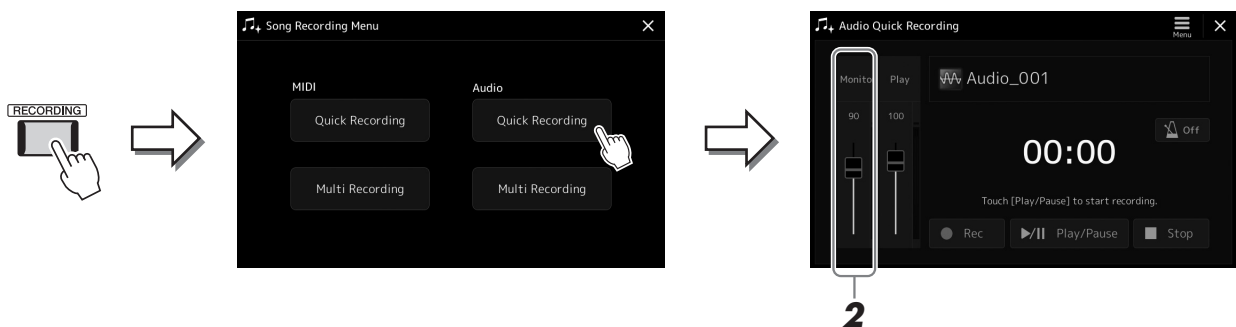 RECORDING
Song Recording Menu
MIDI
Audio
Quick Recording
Quick Recording
Multi Recording
Multi Recording
Audio Quick Recording
Menu
Monito
Play
Audio_001
90
100
Off
00:00
Touch [Play/Pause] to start recording.
Rec
Play/Pause
Stop
2